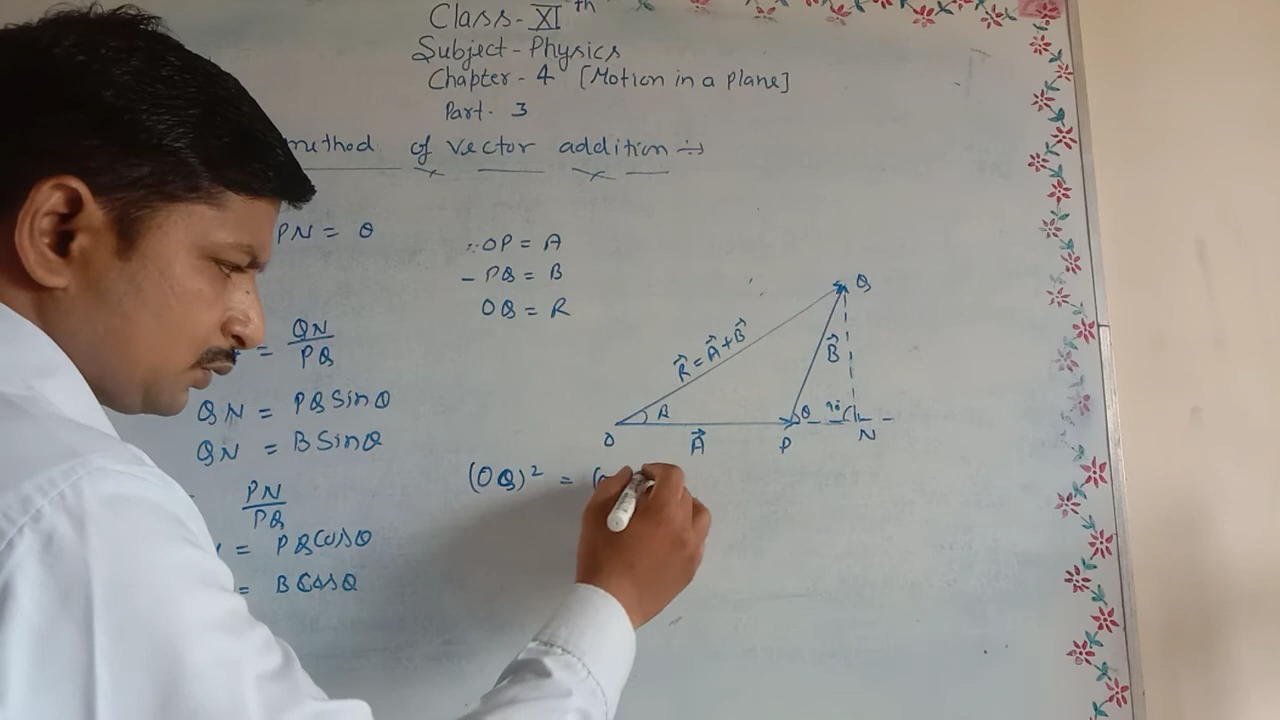 Class-XIth
Subject-Physics
Chapter-4 [Motion in a plane]
Part-3
method of vector addition :→
PN = θ
∴ OP = A
- PQ = B
OQ = R
= QN/PQ
QN = PQ Sinθ
QN = B Sinθ
PN/PQ
= PQ Cosθ
= B Cosθ
Q
R⃗ = A⃗ + B⃗
B⃗
θ
90°
O
A⃗
P
N
(OQ)² = (